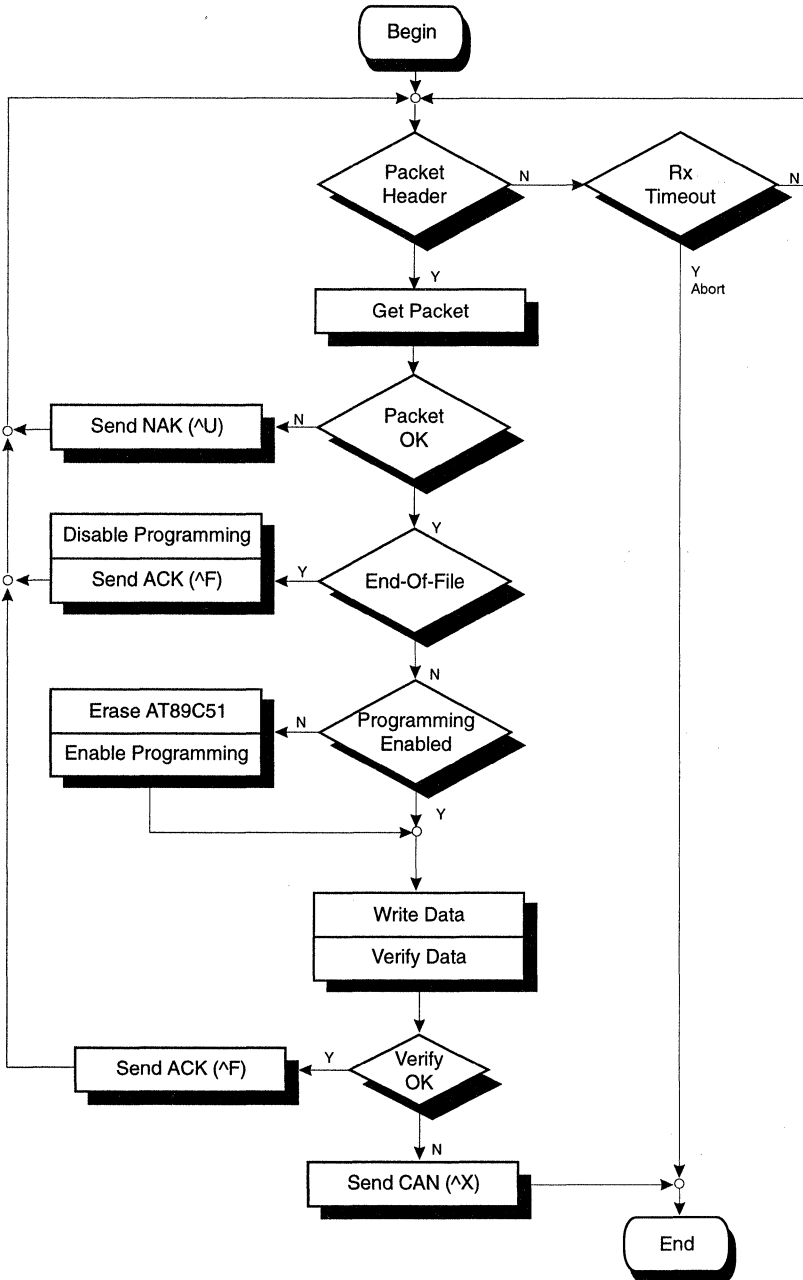 Begin
Packet
Header
N
Rx
Timeout
N
Y
Y
Abort
Get Packet
Send NAK (^U)
N
Packet
OK
Y
Disable Programming
Send ACK (^F)
Y
End-Of-File
N
Erase AT89C51
Enable Programming
N
Programming
Enabled
Y
Write Data
Verify Data
Send ACK (^F)
Y
Verify
OK
N
Send CAN (^X)
End